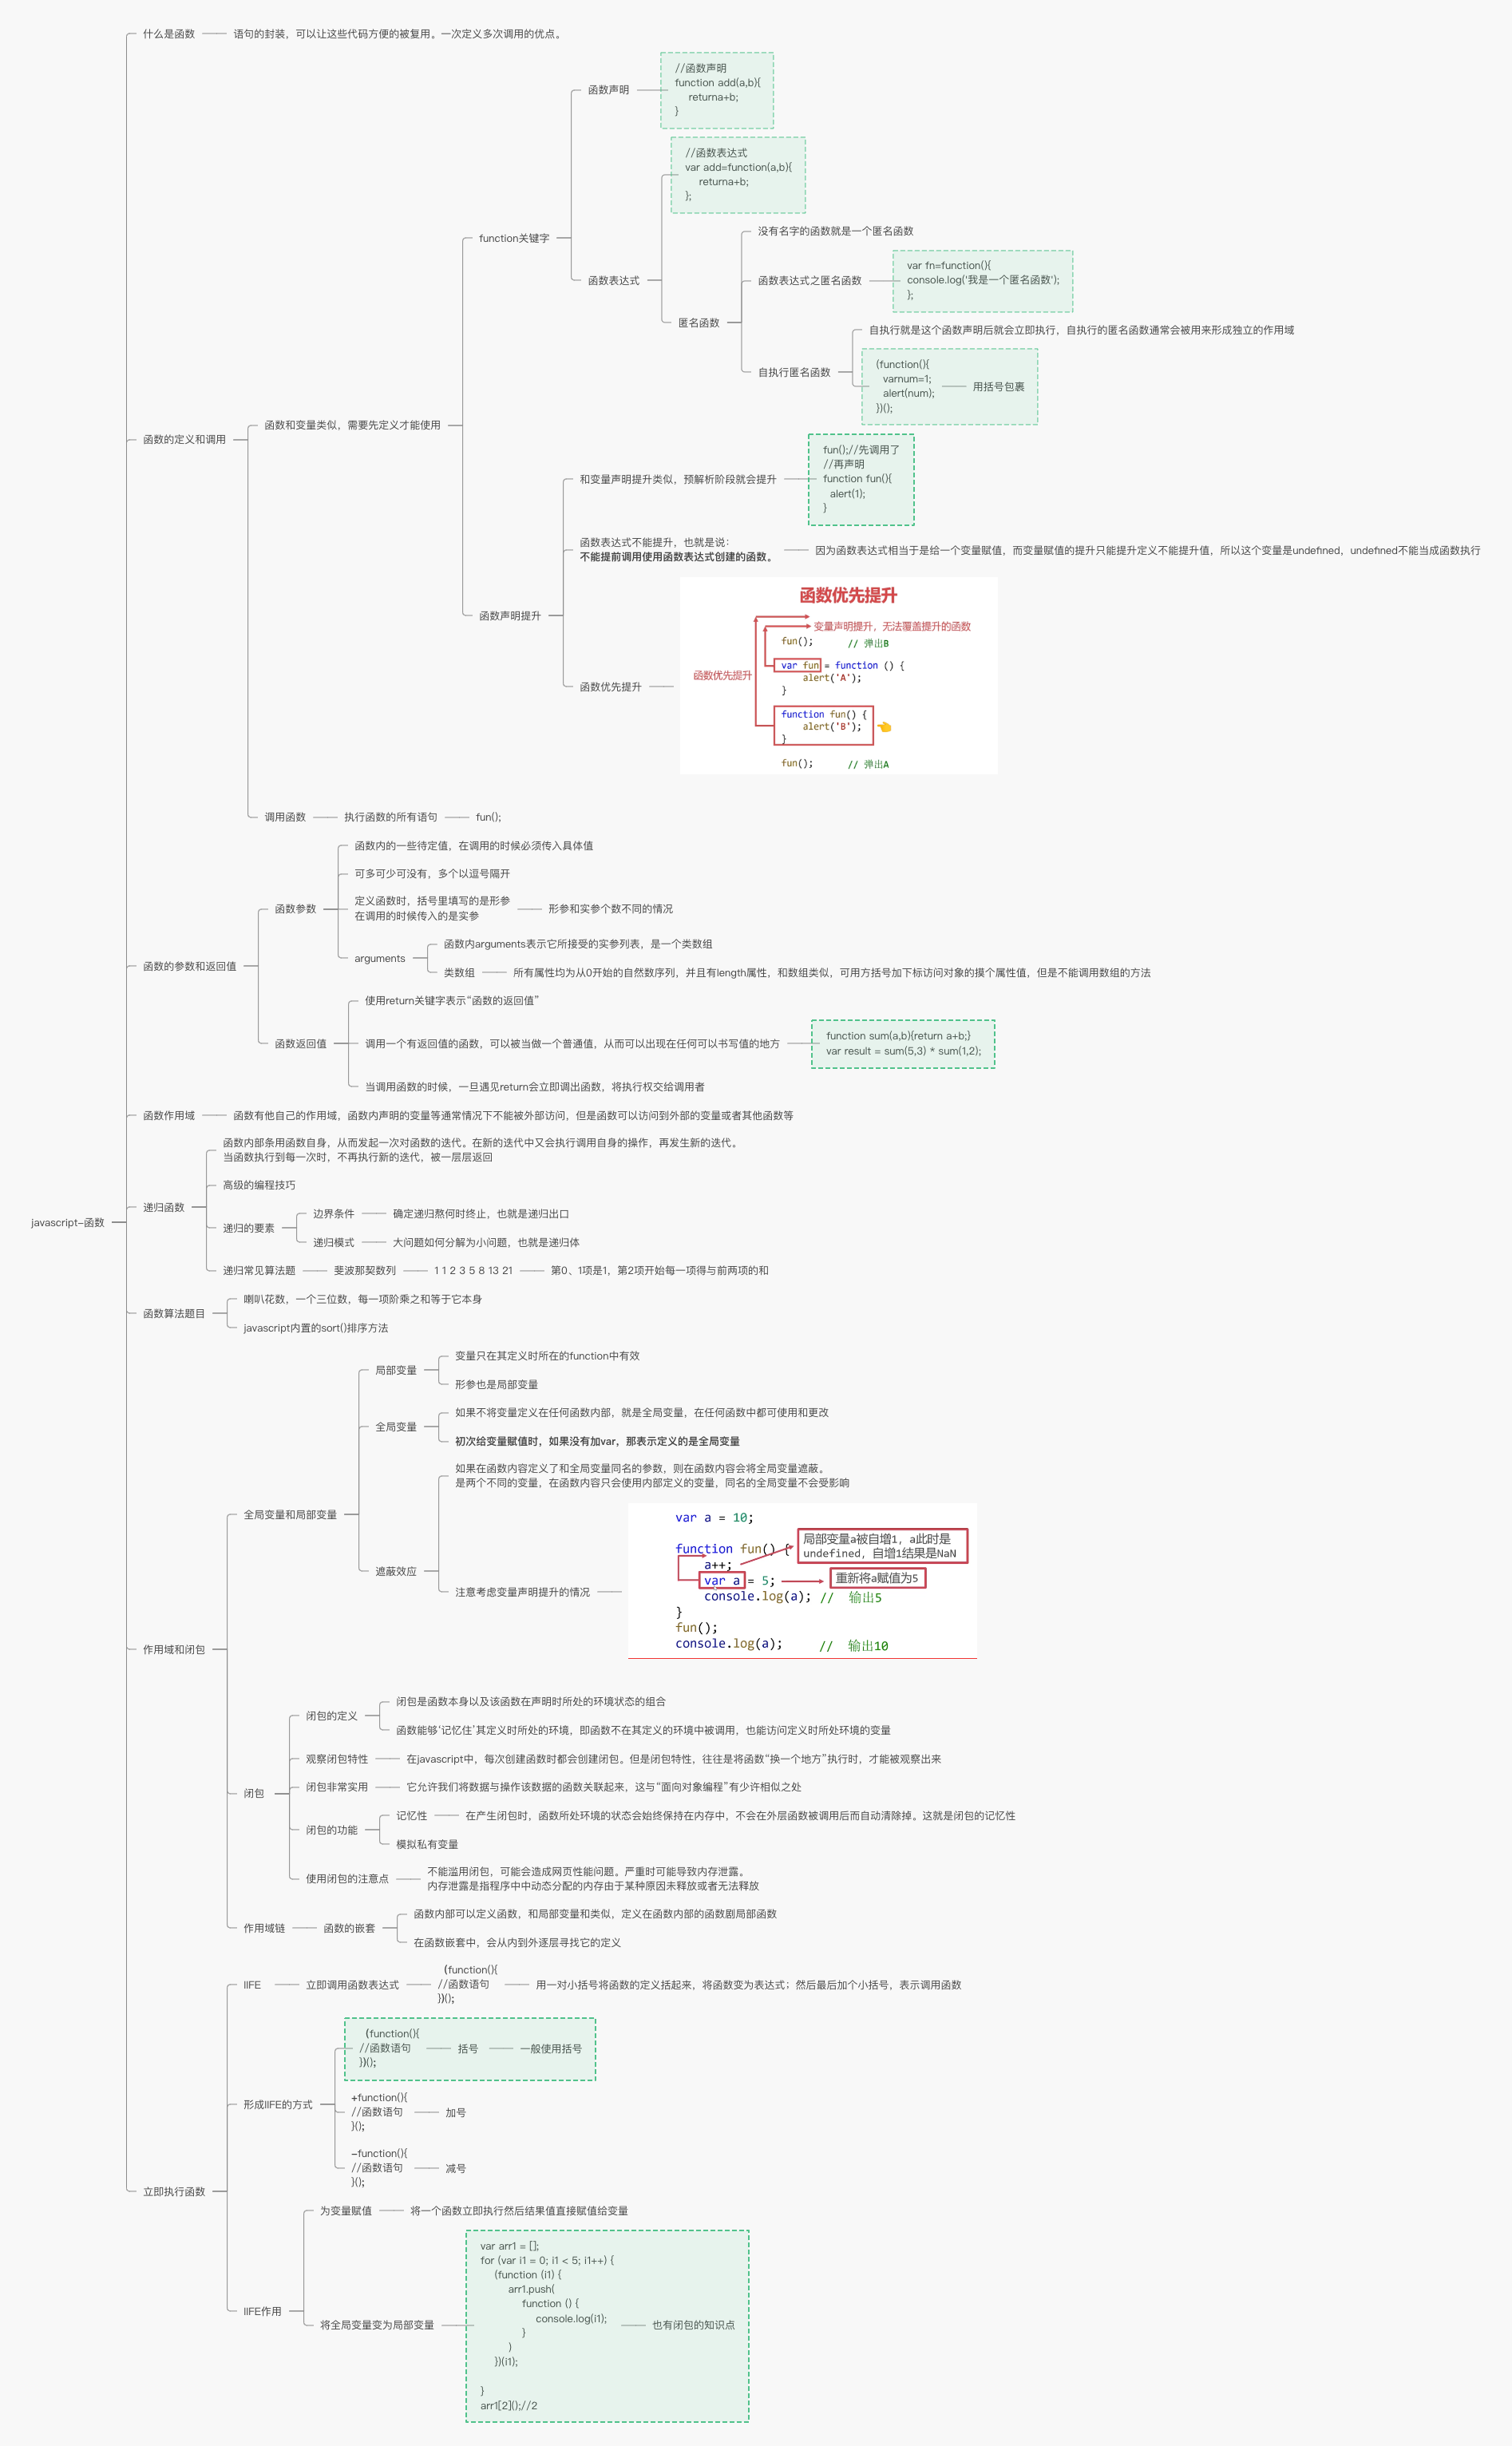 什么是函数
语句的封装，可以让这些代码方便的被复用。一次定义多次调用的优点。
//函数声明
function add(a,b){
returna+b;
}
函数声明
//函数表达式
var add=function(a,b){
returna+b;
};
function关键字
没有名字的函数就是一个匿名函数
函数表达式
var fn=function(){
console.log('我是一个匿名函数');
};
函数表达式之匿名函数
匿名函数
自执行就是这个函数声明后就会立即执行，自执行的匿名函数通常会被用来形成独立的作用域
自执行匿名函数
(function(){
varnum=1;
alert(num);
})();
用括号包裹
函数的定义和调用
函数和变量类似，需要先定义才能使用
fun();//先调用了
//再声明
function fun(){
alert(1);
}
和变量声明提升类似，预解析阶段就会提升
函数表达式不能提升，也就是说：
不能提前调用使用函数表达式创建的函数。
因为函数表达式相当于是给一个变量赋值，而变量赋值的提升只能提升定义不能提升值，所以这个变量是undefined，undefined不能当成函数执行
函数声明提升
函数优先提升
变量声明提升，无法覆盖提升的函数
fun(); // 弹出B
var fun = function () {
alert('A');
}
函数优先提升
函数优先提升
function fun() {
alert('B');
}
fun(); // 弹出A
调用函数
执行函数的所有语句
fun();
函数内的一些待定值，在调用的时候必须传入具体值
可多可少可没有，多个以逗号隔开
函数参数
定义函数时，括号里填写的是形参
在调用的时候传入的是实参
形参和实参个数不同的情况
arguments
函数内arguments表示它所接受的实参列表，是一个类数组
类数组
所有属性均为从0开始的自然数序列，并且有length属性，和数组类似，可用方括号加下标访问对象的摸个属性值，但是不能调用数组的方法
函数的参数和返回值
使用return关键字表示“函数的返回值”
函数返回值
调用一个有返回值的函数，可以被当做一个普通值，从而可以出现在任何可以书写值的地方
function sum(a,b){return a+b;}
var result = sum(5,3) * sum(1,2);
当调用函数的时候，一旦遇见return会立即调出函数，将执行权交给调用者
函数作用域
函数有他自己的作用域，函数内声明的变量等通常情况下不能被外部访问，但是函数可以访问到外部的变量或者其他函数等
函数内部条用函数自身，从而发起一次对函数的迭代。在新的迭代中又会执行调用自身的操作，再发生新的迭代。
当函数执行到每一次时，不再执行新的迭代，被一层层返回
高级的编程技巧
递归函数
javascript-函数
递归的要素
边界条件
确定递归熬何时终止，也就是递归出口
递归模式
大问题如何分解为小问题，也就是递归体
递归常见算法题
斐波那契数列
1 1 2 3 5 8 13 21
第0、1项是1，第2项开始每一项得与前两项的和
函数算法题目
喇叭花数，一个三位数，每一项阶乘之和等于它本身
javascript内置的sort()排序方法
局部变量
变量只在其定义时所在的function中有效
形参也是局部变量
全局变量
如果不将变量定义在任何函数内部，就是全局变量，在任何函数中都可使用和更改
初次给变量赋值时，如果没有加var，那表示定义的是全局变量
全局变量和局部变量
如果在函数内容定义了和全局变量同名的参数，则在函数内容会将全局变量遮蔽。
是两个不同的变量，在函数内容只会使用内部定义的变量，同名的全局变量不会受影响
遮蔽效应
注意考虑变量声明提升的情况
var a = 10;
function fun() {
a++;
局部变量a被自增1，a此时是
undefined，自增1结果是NaN
var a = 5;
重新将a赋值为5
console.log(a); // 输出5
}
fun();
console.log(a); // 输出10
作用域和闭包
闭包的定义
闭包是函数本身以及该函数在声明时所处的环境状态的组合
函数能够‘记忆住’其定义时所处的环境，即函数不在其定义的环境中被调用，也能访问定义时所处环境的变量
观察闭包特性
在javascript中，每次创建函数时都会创建闭包。但是闭包特性，往往是将函数“换一个地方”执行时，才能被观察出来
闭包
闭包非常实用
它允许我们将数据与操作该数据的函数关联起来，这与“面向对象编程”有少许相似之处
闭包的功能
记忆性
在产生闭包时，函数所处环境的状态会始终保持在内存中，不会在外层函数被调用后而自动清除掉。这就是闭包的记忆性
模拟私有变量
使用闭包的注意点
不能滥用闭包，可能会造成网页性能问题。严重时可能导致内存泄露。
内存泄露是指程序中中动态分配的内存由于某种原因未释放或者无法释放
作用域链
函数的嵌套
函数内部可以定义函数，和局部变量和类似，定义在函数内部的函数剧局部函数
在函数嵌套中，会从内到外逐层寻找它的定义
IIFE
立即调用函数表达式
(function(){
//函数语句
})();
用一对小括号将函数的定义括起来，将函数变为表达式；然后最后加个小括号，表示调用函数
(function(){
//函数语句
})();
括号
一般使用括号
形成IIFE的方式
+function(){
//函数语句
}();
加号
-function(){
//函数语句
}();
减号
立即执行函数
为变量赋值
将一个函数立即执行然后结果值直接赋值给变量
IIFE作用
将全局变量变为局部变量
var arr1 = [];
for (var i1 = 0; i1 < 5; i1++) {
(function (i1) {
arr1.push(
function () {
console.log(i1);
}
)
})(i1);
}
arr1[2]();//2
也有闭包的知识点